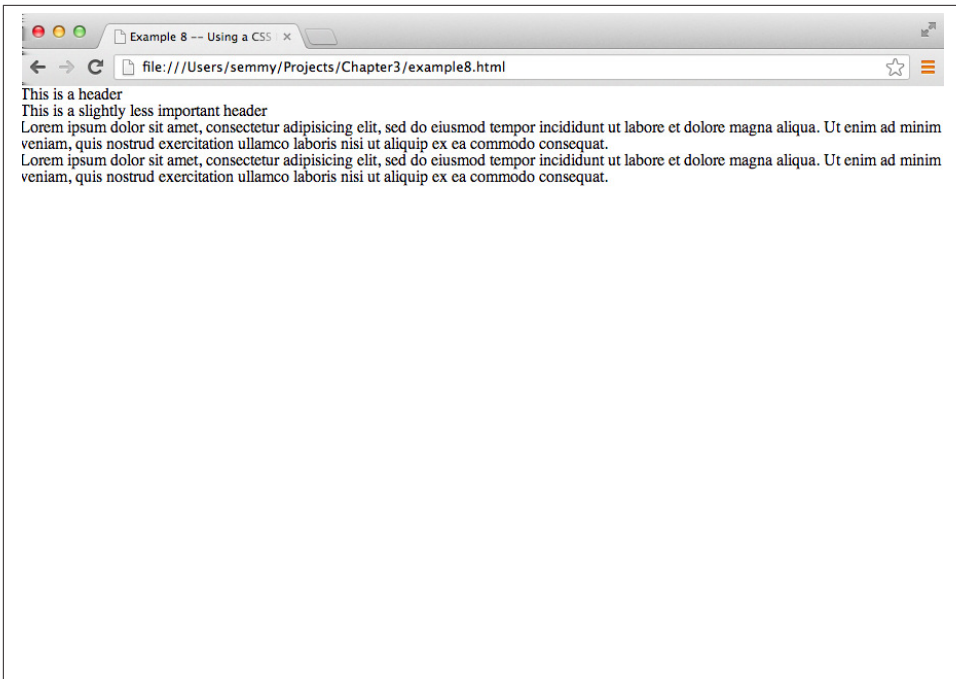 Example 8 -- Using a CSS
file:///Users/semmy/Projects/Chapter3/example8.html
This is a header
This is a slightly less important header
Lorem ipsum dolor sit amet, consectetur adipisicing elit, sed do eiusmod tempor incididunt ut labore et dolore magna aliqua. Ut enim ad minim
veniam, quis nostrud exercitation ullamco laboris nisi ut aliquip ex ea commodo consequat.
Lorem ipsum dolor sit amet, consectetur adipisicing elit, sed do eiusmod tempor incididunt ut labore et dolore magna aliqua. Ut enim ad minim
veniam, quis nostrud exercitation ullamco laboris nisi ut aliquip ex ea commodo consequat.